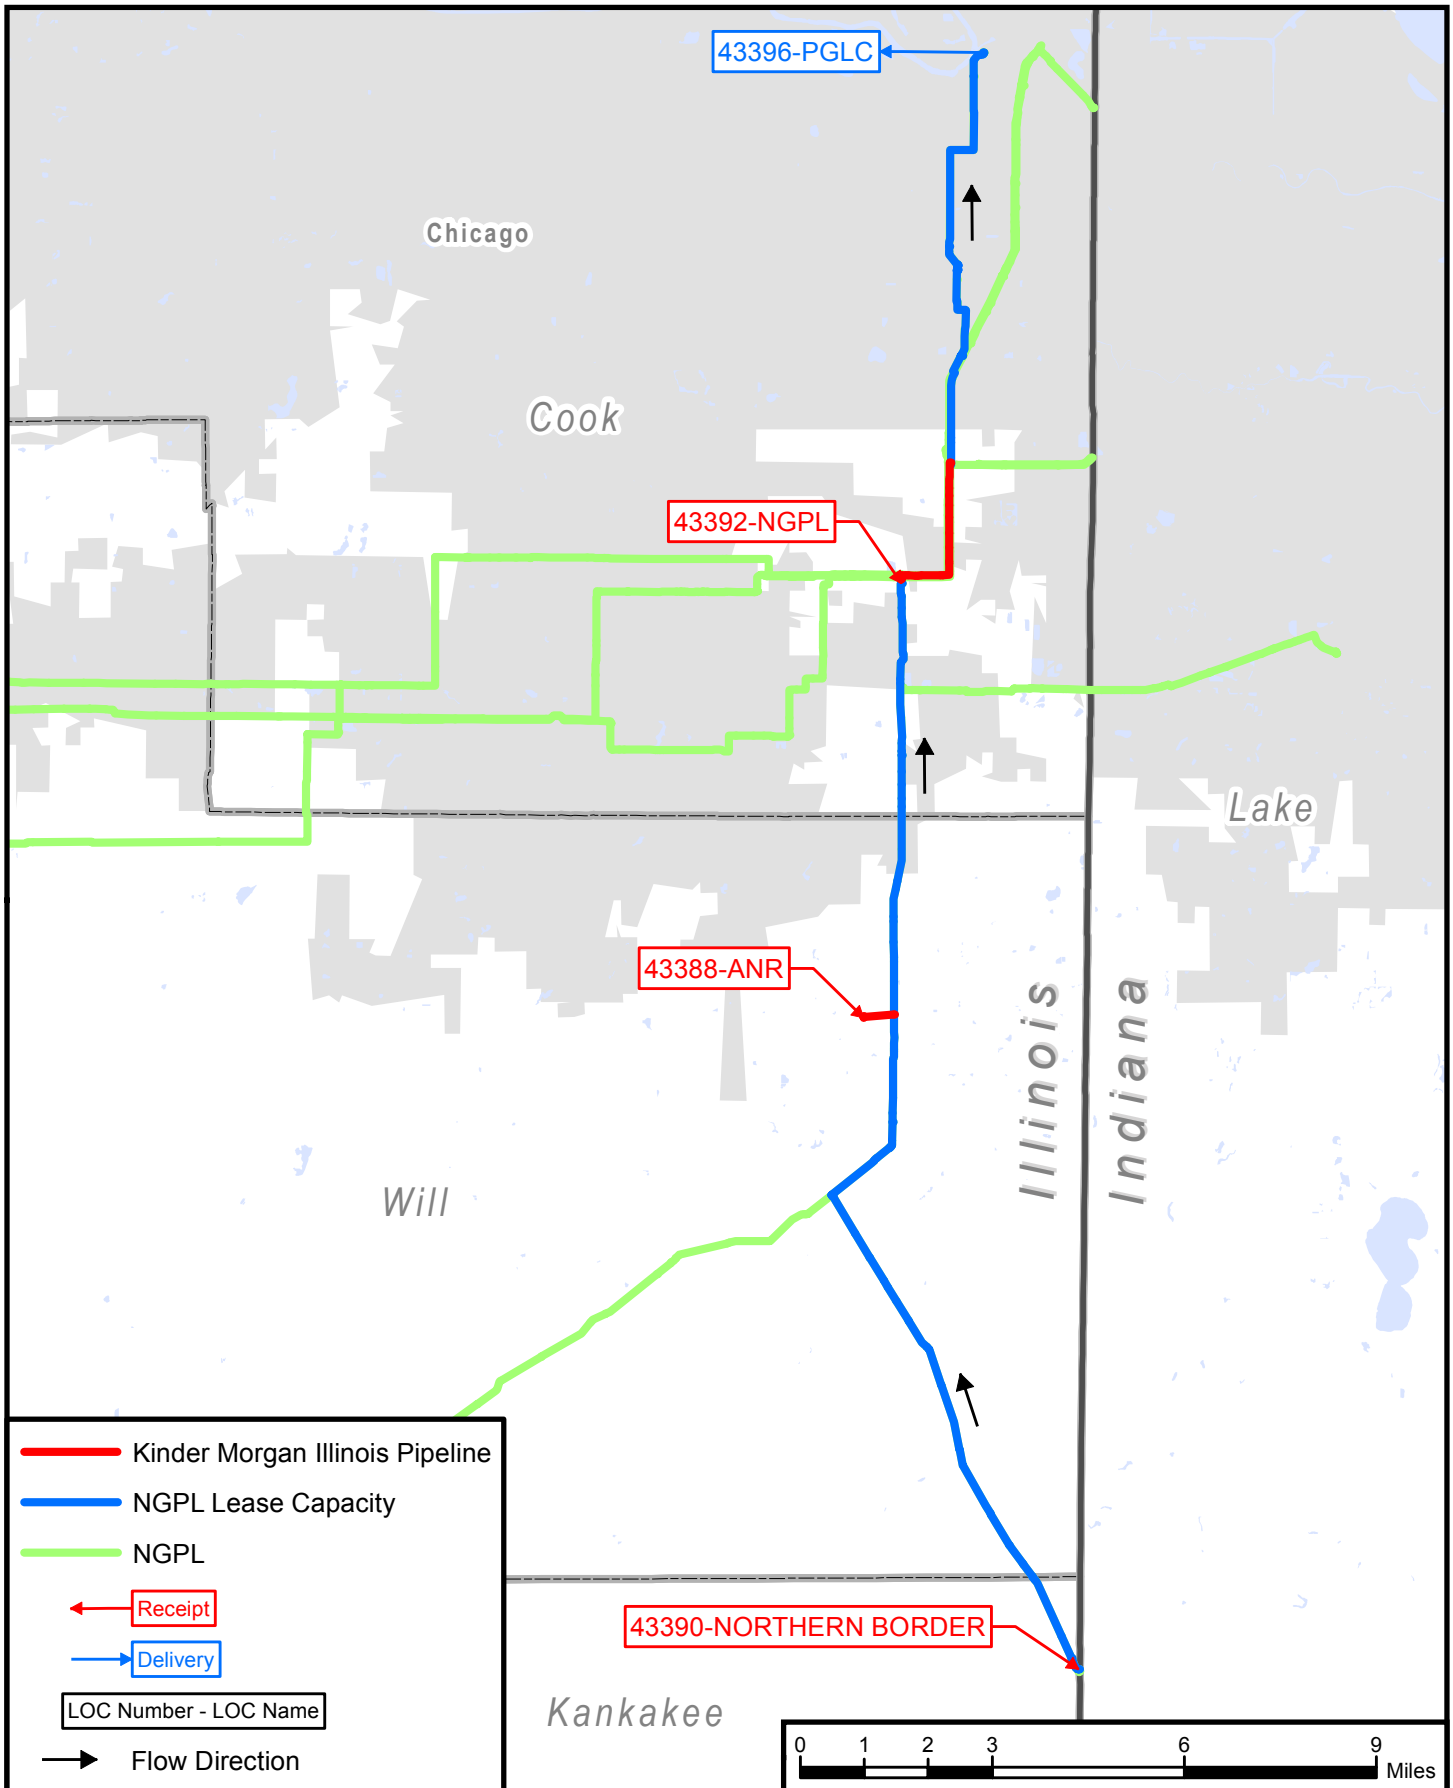 43396-PGLC
Chicago
Cook
43392-NGPL
Lake
43388-ANR
Illinois
Indiana
Will
Kinder Morgan Illinois Pipeline
NGPL Lease Capacity
NGPL
Receipt
Delivery
LOC Number - LOC Name
Flow Direction
43390-NORTHERN BORDER
Kankakee
0 1 2 3 6 9
Miles